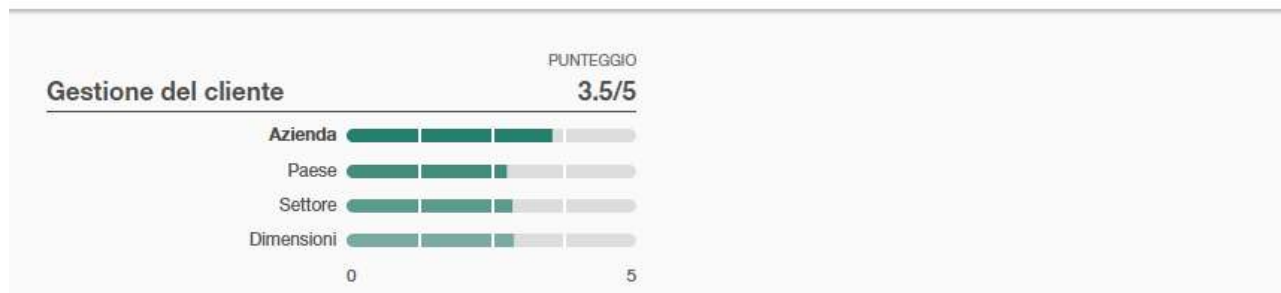 PUNTEGGIO
Gestione del cliente 3.5/5
Azienda
Paese
Settore
Dimensioni
0 5